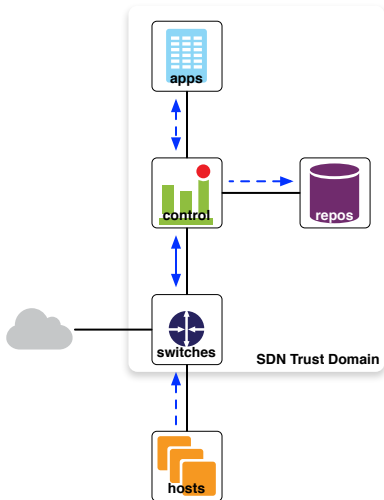 apps
control
repos
switches
SDN Trust Domain
hosts